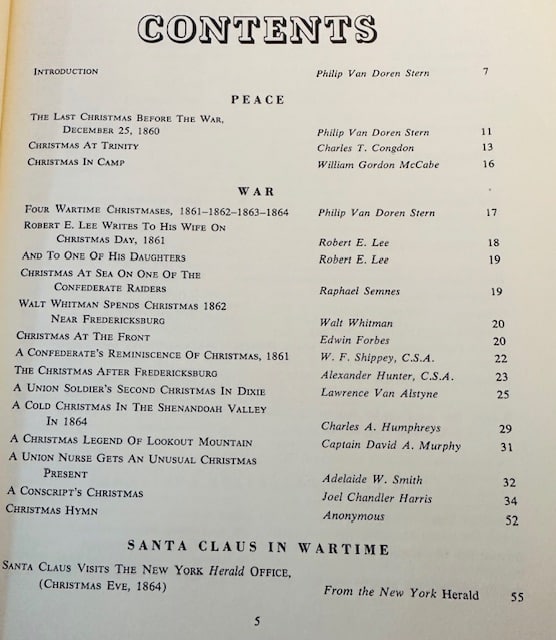 CONTENTS
INTRODUCTION Philip Van Doren Stern 7
PEACE
THE LAST CHRISTMAS BEFORE THE WAR,
DECEMBER 25, 1860 Philip Van Doren Stern 11
CHRISTMAS AT TRINITY Charles T. Congdon 13
CHRISTMAS IN CAMP William Gordon McCabe 16
WAR
FOUR WARTIME CHRISTMASES, 1861–1862–1863–1864 Philip Van Doren Stern 17
ROBERT E. LEE WRITES TO HIS WIFE ON
CHRISTMAS DAY, 1861 Robert E. Lee 18
AND TO ONE OF HIS DAUGHTERS Robert E. Lee 19
CHRISTMAS AT SEA ON ONE OF THE
CONFEDERATE RAIDERS Raphael Semnes 19
WALT WHITMAN SPENDS CHRISTMAS 1862
NEAR FREDERICKSBURG Walt Whitman 20
CHRISTMAS AT THE FRONT Edwin Forbes 20
A CONFEDERATE'S REMINISCENCE OF CHRISTMAS, 1861 W. F. Shippey, C.S.A. 22
THE CHRISTMAS AFTER FREDERICKSBURG Alexander Hunter, C.S.A. 23
A UNION SOLDIER'S SECOND CHRISTMAS IN DIXIE Lawrence Van Alstyne 25
A COLD CHRISTMAS IN THE SHENANDOAH VALLEY
IN 1864 Charles A. Humphreys 29
A CHRISTMAS LEGEND OF LOOKOUT MOUNTAIN Captain David A. Murphy 31
A UNION NURSE GETS AN UNUSUAL CHRISTMAS
PRESENT Adelaide W. Smith 32
A CONSCRIPT'S CHRISTMAS Joel Chandler Harris 34
CHRISTMAS HYMN Anonymous 52
SANTA CLAUS IN WARTIME
SANTA CLAUS VISITS THE NEW YORK Herald OFFICE,
(CHRISTMAS EVE, 1864) From the New York Herald 55
5